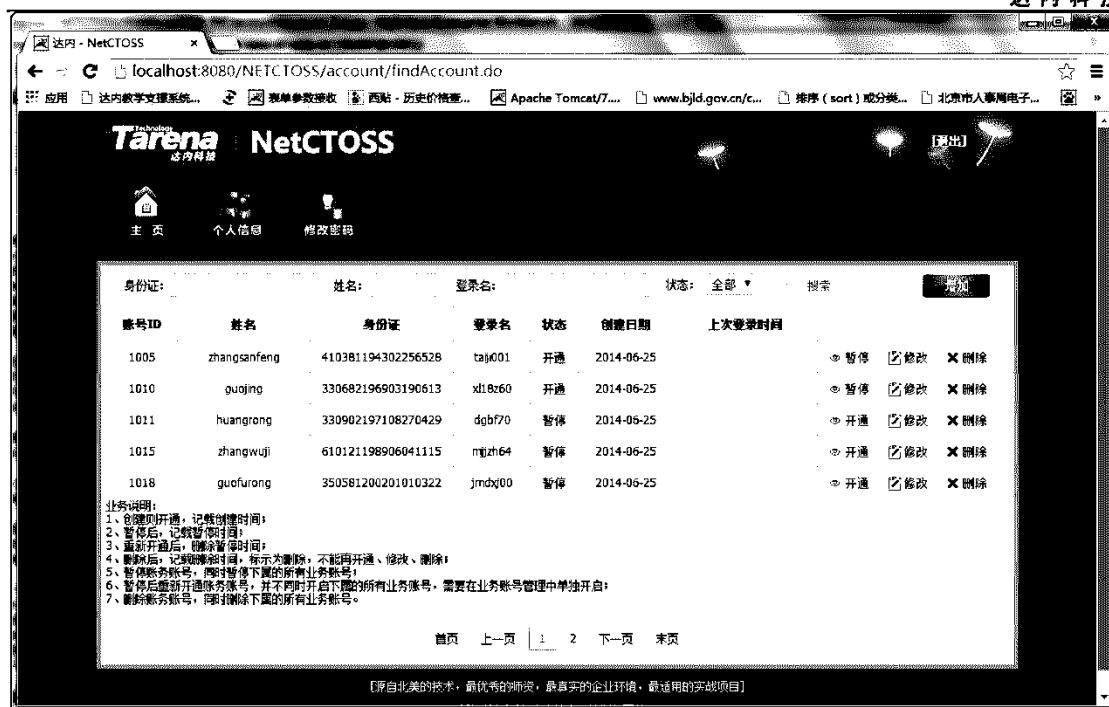 达内科技
达内 - NetCTOSS
localhost:8080/NETCTOSS/account/findAccount.do
应用 达内教学支撑系统... 表单参数接收 西贴 - 历史价格查... Apache Tomcat/7.... www.bjld.gov.cn/c... 排序（sort）或分类... 北京市人事局电子... »
Technology
Tarena
达内科技
NetCTOSS
[退出]
主 页 个人信息 修改密码
身份证: 姓名: 登录名: 状态: 全部 搜索 增加
账号ID 姓名 身份证 登录名 状态 创建日期 上次登录时间
1005 zhangsanfeng 410381194302256528 taiji001 开通 2014-06-25 暂停 修改 删除
1010 guojing 330682196903190613 xl18z60 开通 2014-06-25 暂停 修改 删除
1011 huangrong 330902197108270429 dgbf70 暂停 2014-06-25 开通 修改 删除
1015 zhangwuji 610121198906041115 mjjzh64 暂停 2014-06-25 开通 修改 删除
1018 guofurong 350581200201010322 jmdxj00 暂停 2014-06-25 开通 修改 删除
业务说明:
1、创建则开通，记载创建时间；
2、暂停后，记载暂停时间；
3、重新开通后，删除暂停时间；
4、删除后，记载删除时间，标示为删除，不能再开通、修改、删除；
5、暂停账务账号，同时暂停下属的所有业务账号；
6、暂停后重新开通账务账号，并不同时开启下属的所有业务账号，需要在业务账号管理中单独开启；
7、删除账务账号，同时删除下属的所有业务账号。
首页 上一页 1 2 下一页 末页
[源自北美的技术，最优秀的师资，最真实的企业环境，最适用的实战项目]